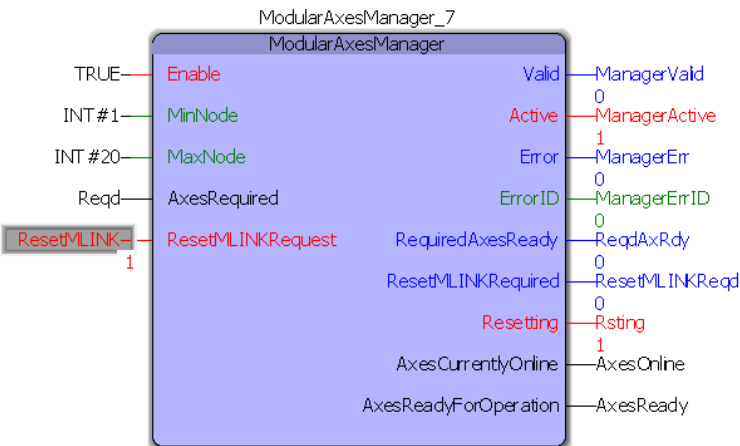 ModularAxesManager_7
ModularAxesManager
TRUE Enable Valid ManagerValid
0
INT#1 MinNode Active ManagerActive
1
INT#20 MaxNode Error ManagerErr
0
Reqd AxesRequired ErrorID ManagerErrID
0
ResetMLINK ResetMLINKRequest RequiredAxesReady ReqdAxRdy
1 0
ResetMLINKRequired ResetMLINKReqd
0
Resetting Rsting
1
AxesCurrentlyOnline AxesOnline
AxesReadyForOperation AxesReady